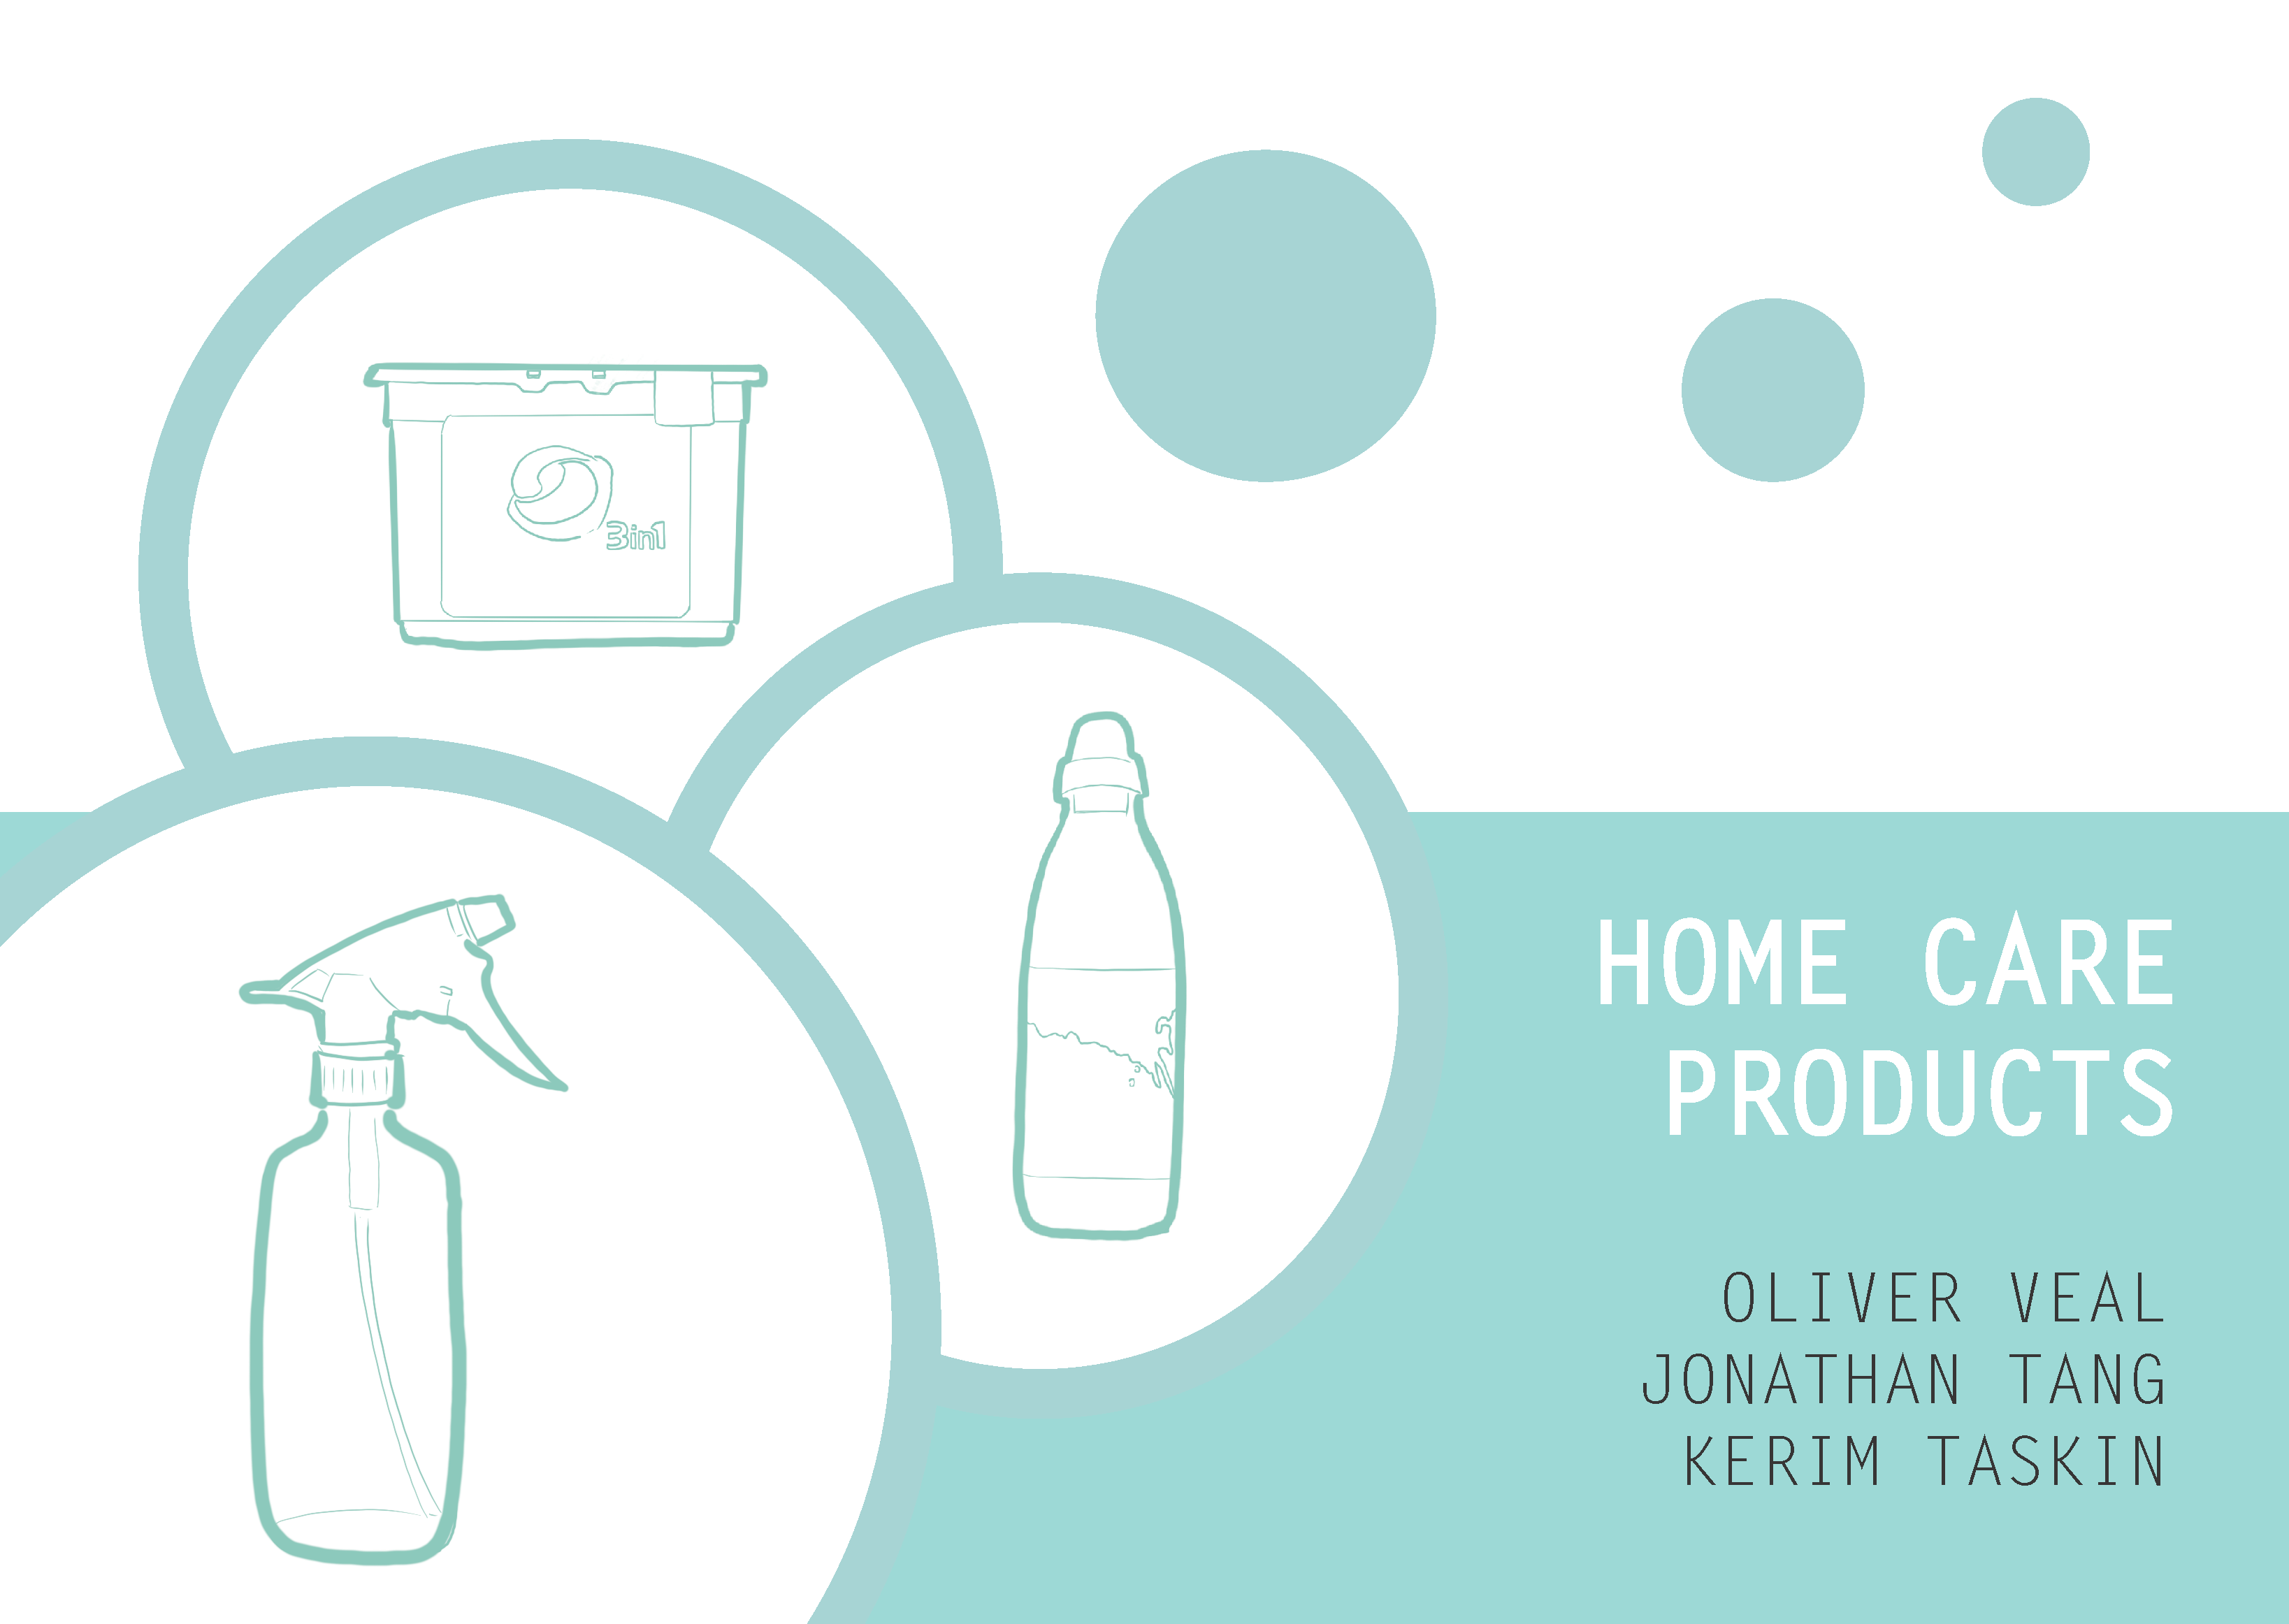 3in1
HOME CARE
PRODUCTS
OLIVER VEAL
JONATHAN TANG
KERIM TASKIN